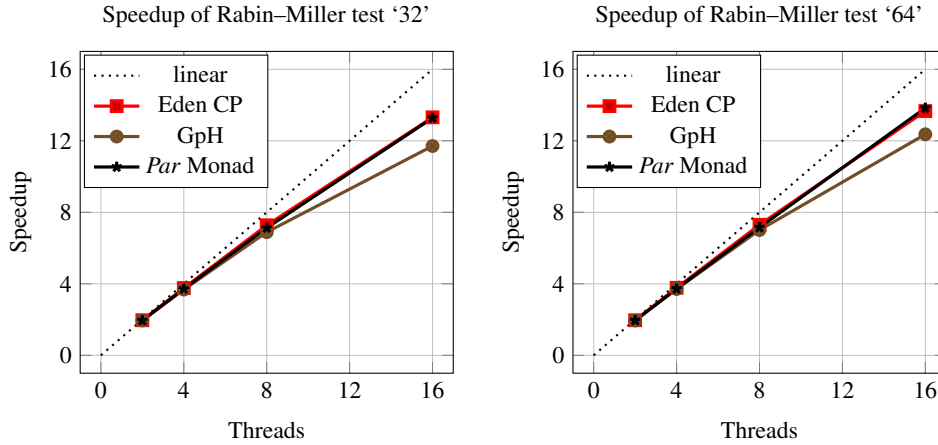 Speedup of Rabin–Miller test ‘32’
16
12
8
4
0
Speedup
linear
Eden CP
GpH
Par Monad
0 4 8 12 16
Threads
Speedup of Rabin–Miller test ‘64’
16
12
8
4
0
Speedup
linear
Eden CP
GpH
Par Monad
0 4 8 12 16
Threads